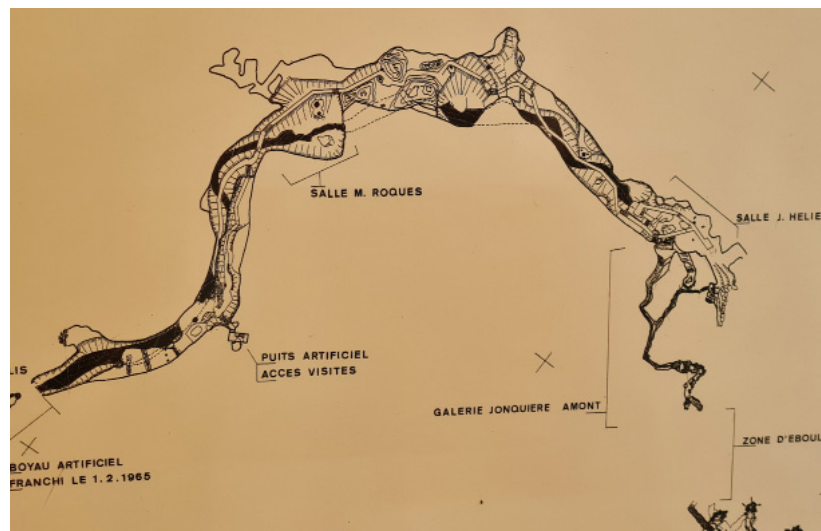 SALLE M. ROQUES
SALLE J. HELIE
LIS
PUITS ARTIFICIEL
ACCES VISITES
GALERIE JONQUIERE AMONT
ZONE D'EBOUL
BOYAU ARTIFICIEL
FRANCHI LE 1.2.1965